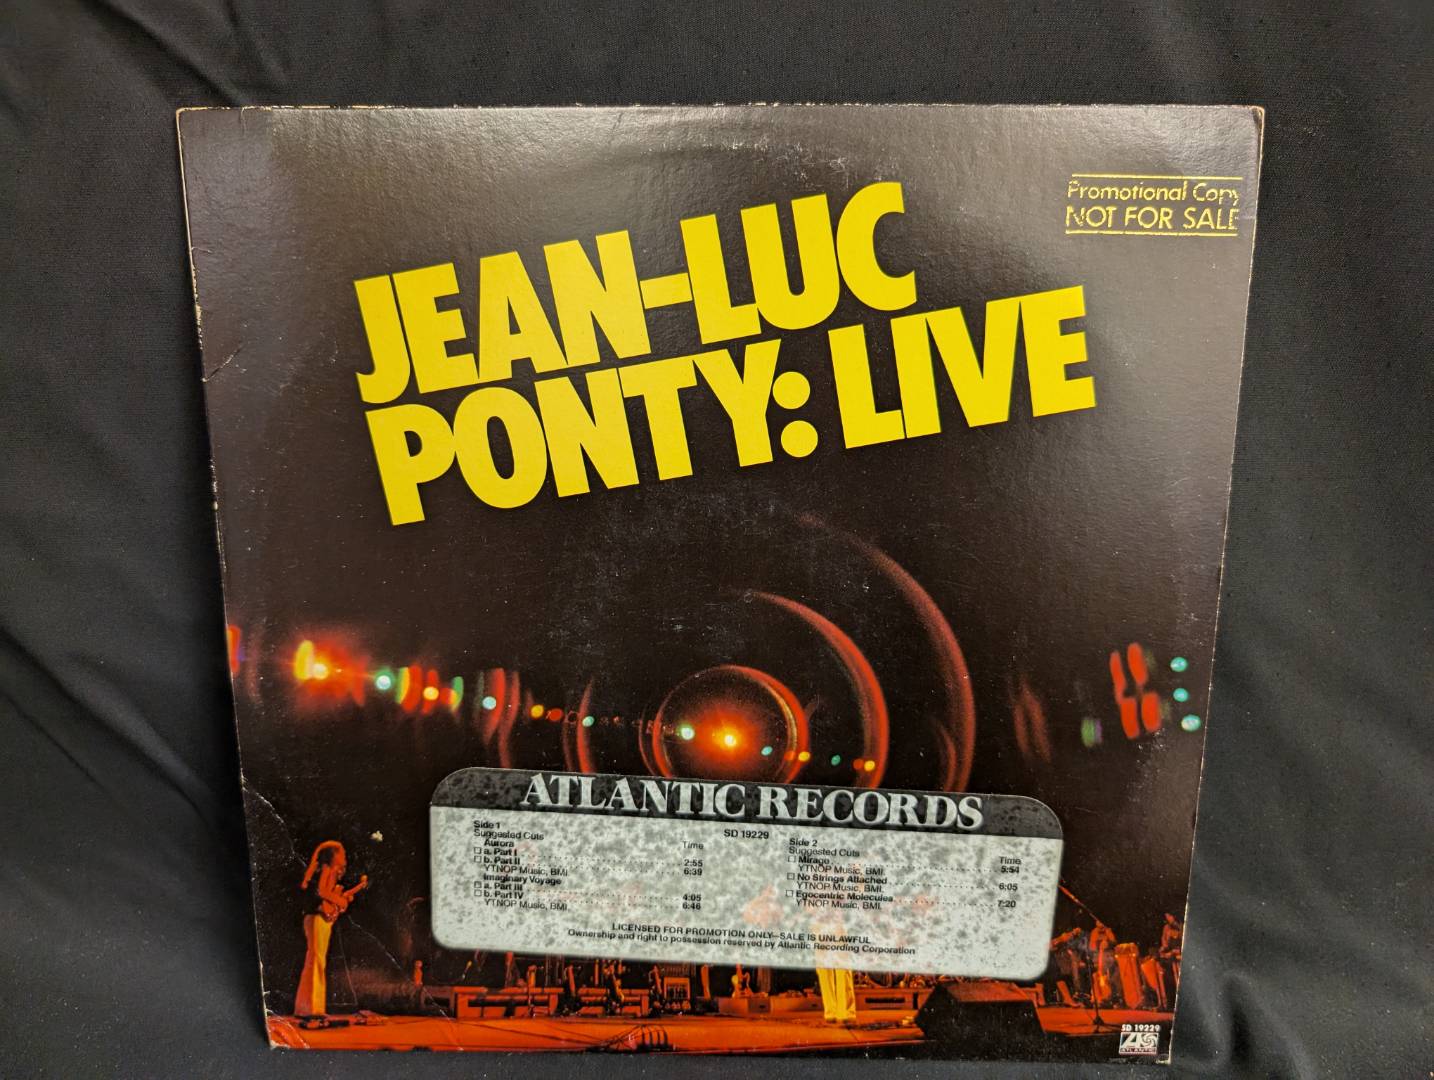 Promotional Copy
NOT FOR SALE
JEAN-LUC
PONTY: LIVE
ATLANTIC RECORDS
SD 19229
Side 1
Suggested Cuts Time
Aurora
a. Part I 2:55
b. Part II 6:39
YTNOP Music, BMI.
Imaginary Voyage
a. Part III 4:05
b. Part IV 6:46
YTNOP Music, BMI.
Side 2
Suggested Cuts Time
Mirage 5:54
YTNOP Music, BMI.
No Strings Attached 6:05
YTNOP Music, BMI.
Egocentric Molecules 7:20
YTNOP Music, BMI.
LICENSED FOR PROMOTION ONLY—SALE IS UNLAWFUL
Ownership and right to possession reserved by Atlantic Recording Corporation
SD 19229
ATLANTIC